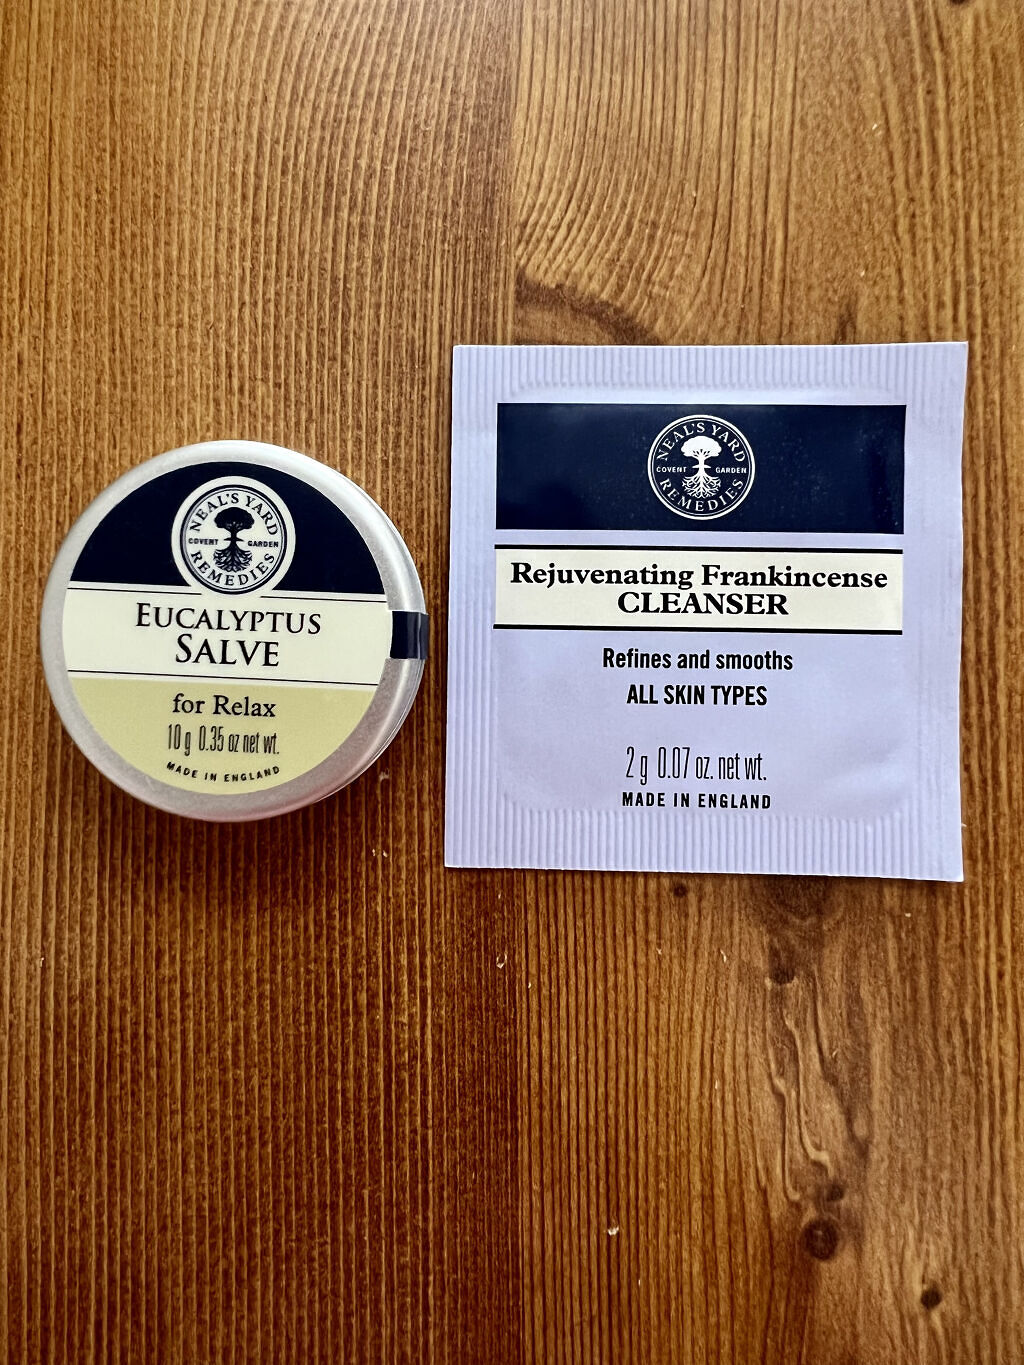 NEAL'S YARD
COVENT GARDEN
REMEDIES
EUCALYPTUS
SALVE
for Relax
10 g 0.35 oz net wt.
MADE IN ENGLAND
NEAL'S YARD
COVENT GARDEN
REMEDIES
Rejuvenating Frankincense
CLEANSER
Refines and smooths
ALL SKIN TYPES
2 g 0.07 oz. net wt.
MADE IN ENGLAND